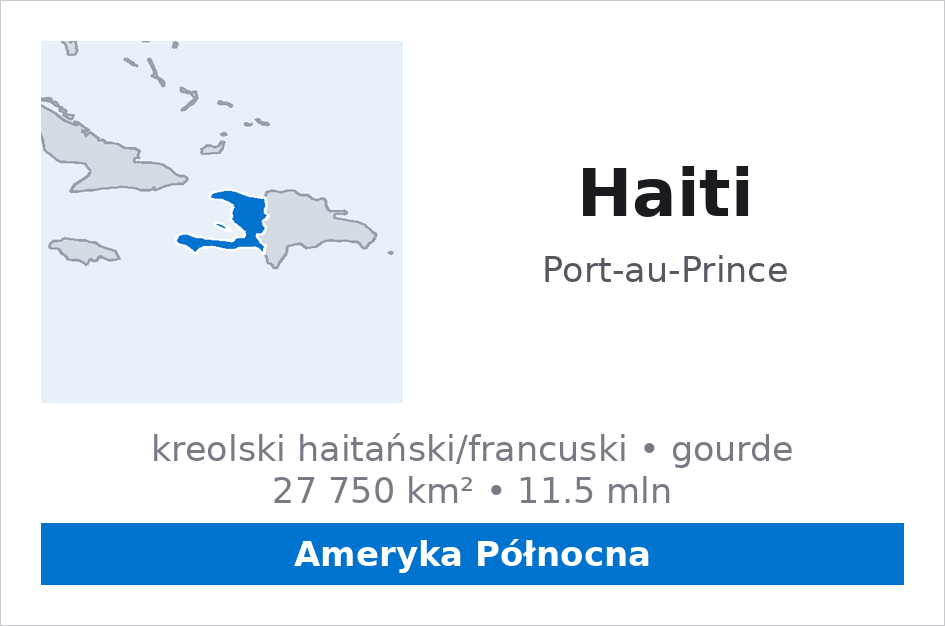 Haiti
Port-au-Prince
kreolski haitański/francuski • gourde
27 750 km² • 11.5 mln
Ameryka Północna